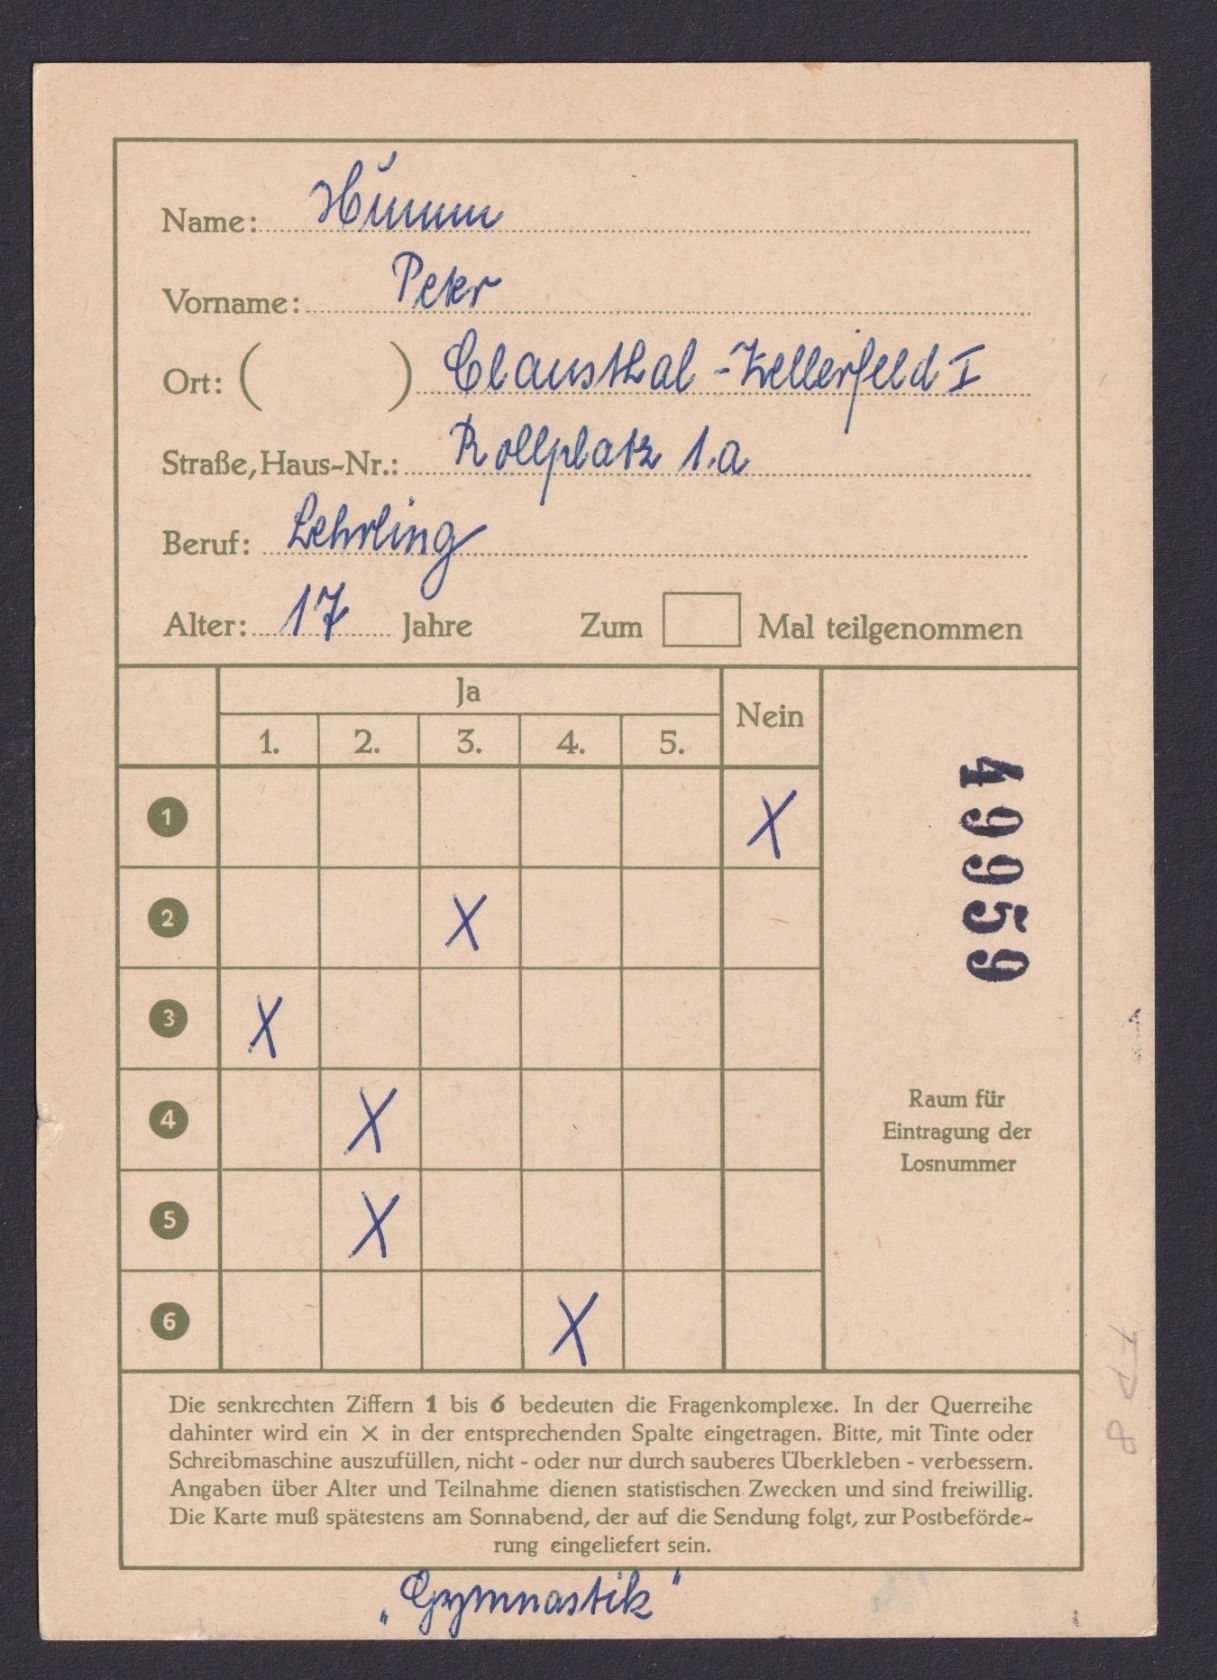 Name: Humm
Vorname: Peter
Ort: ( ) Clausthal-Zellerfeld I
Straße, Haus-Nr.: Rollplatz 1.a
Beruf: Lehrling
Alter: 17 Jahre Zum Mal teilgenommen
Ja Nein
1. 2. 3. 4. 5.
1 X
2 X
3 X
4 X
5 X
6 X
49959
Raum für
Eintragung der
Losnummer
Die senkrechten Ziffern 1 bis 6 bedeuten die Fragenkomplexe. In der Querreihe
dahinter wird ein × in der entsprechenden Spalte eingetragen. Bitte, mit Tinte oder
Schreibmaschine auszufüllen, nicht - oder nur durch sauberes Überkleben - verbessern.
Angaben über Alter und Teilnahme dienen statistischen Zwecken und sind freiwillig.
Die Karte muß spätestens am Sonnabend, der auf die Sendung folgt, zur Postbeförde-
rung eingeliefert sein.
„Gymnastik"